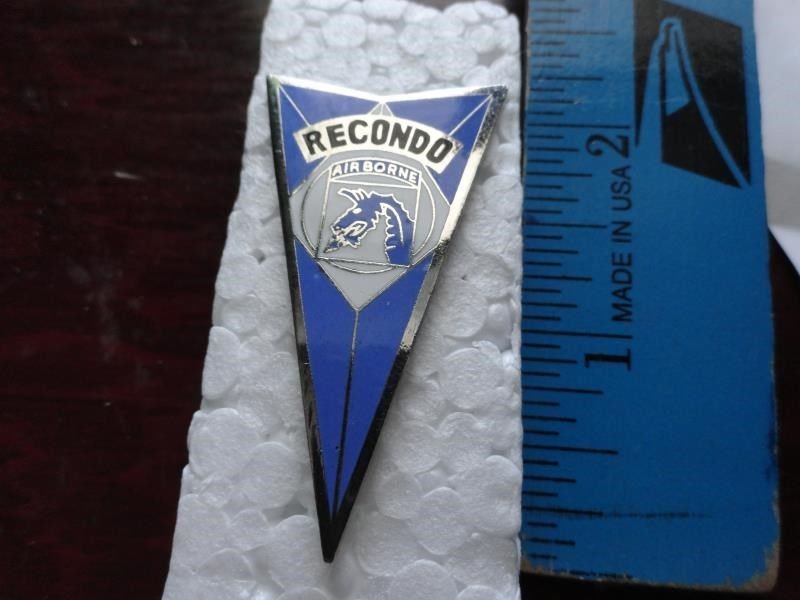 RECONDO
AIRBORNE
2
MADE IN USA
1